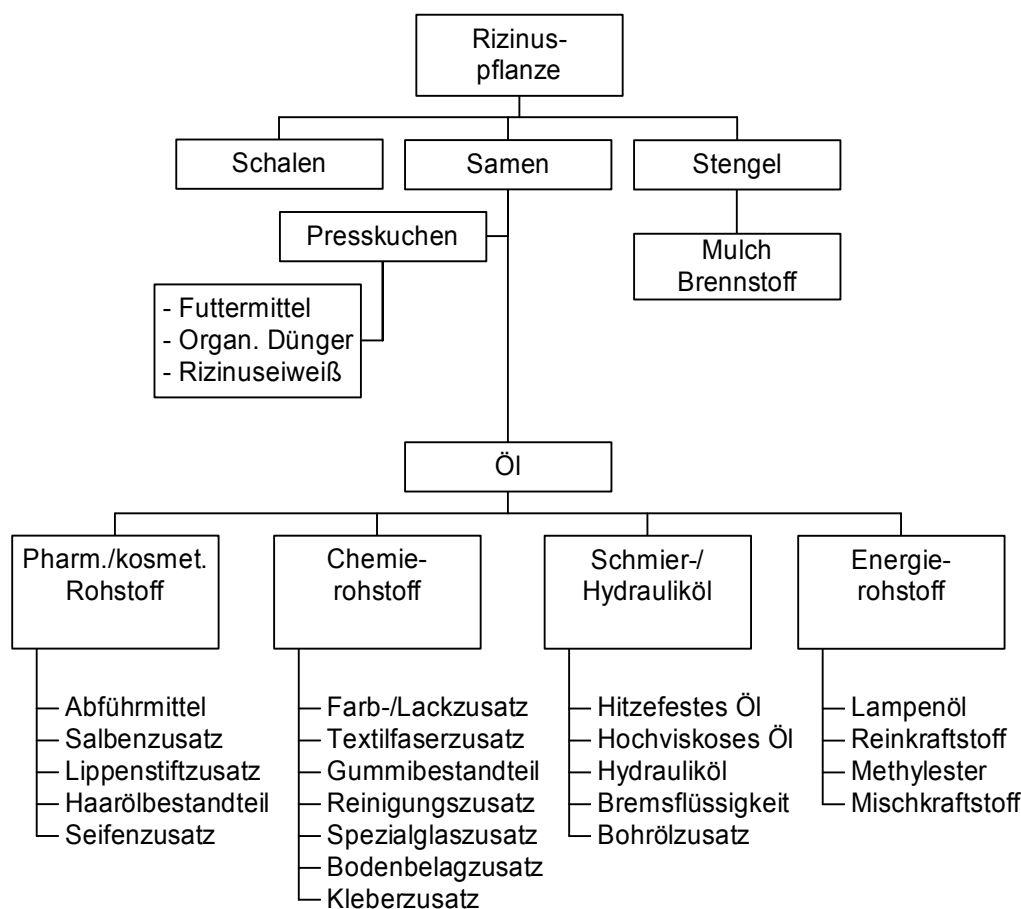 Rizinus-
pflanze
Schalen
Samen
Stengel
Presskuchen
Mulch
Brennstoff
- Futtermittel
- Organ. Dünger
- Rizinuseiweiß
Öl
Pharm./kosmet.
Rohstoff
Chemie-
rohstoff
Schmier-/
Hydrauliköl
Energie-
rohstoff
Abführmittel
Salbenzusatz
Lippenstiftzusatz
Haarölbestandteil
Seifenzusatz
Farb-/Lackzusatz
Textilfaserzusatz
Gummibestandteil
Reinigungszusatz
Spezialglaszusatz
Bodenbelagzusatz
Kleberzusatz
Hitzefestes Öl
Hochviskoses Öl
Hydrauliköl
Bremsflüssigkeit
Bohrölzusatz
Lampenöl
Reinkraftstoff
Methylester
Mischkraftstoff